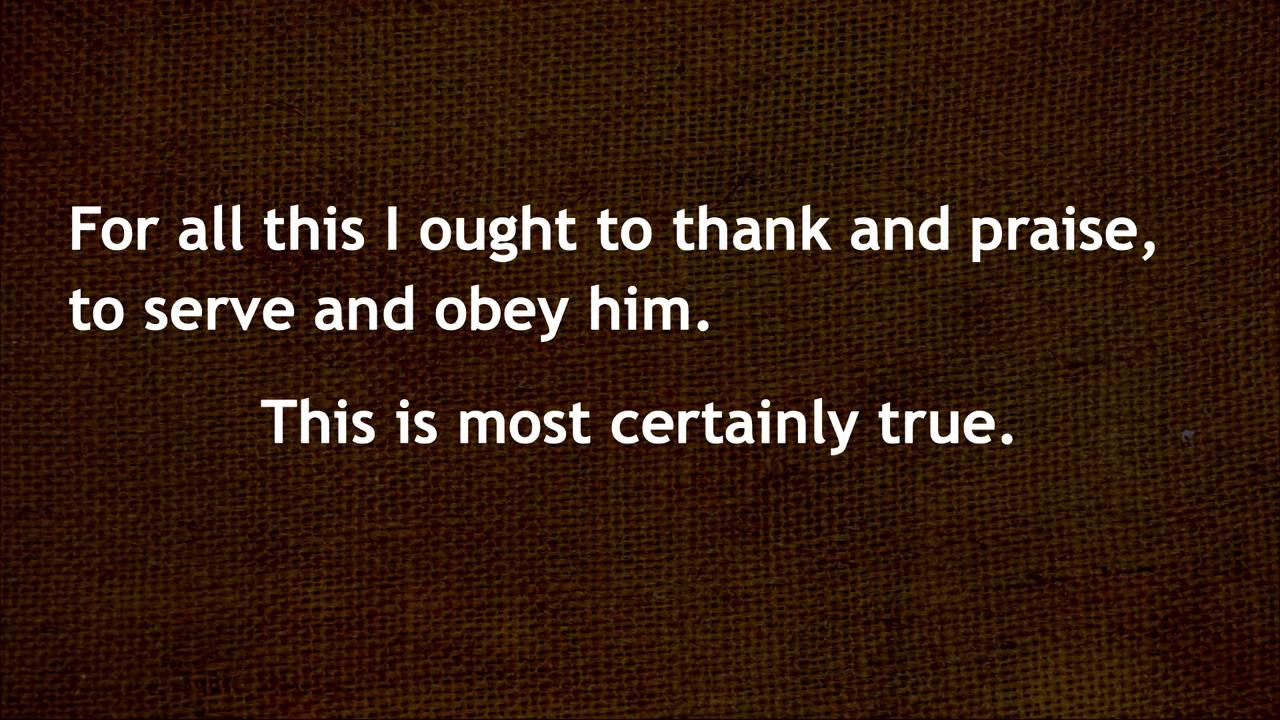 For all this I ought to thank and praise,
to serve and obey him.
This is most certainly true.